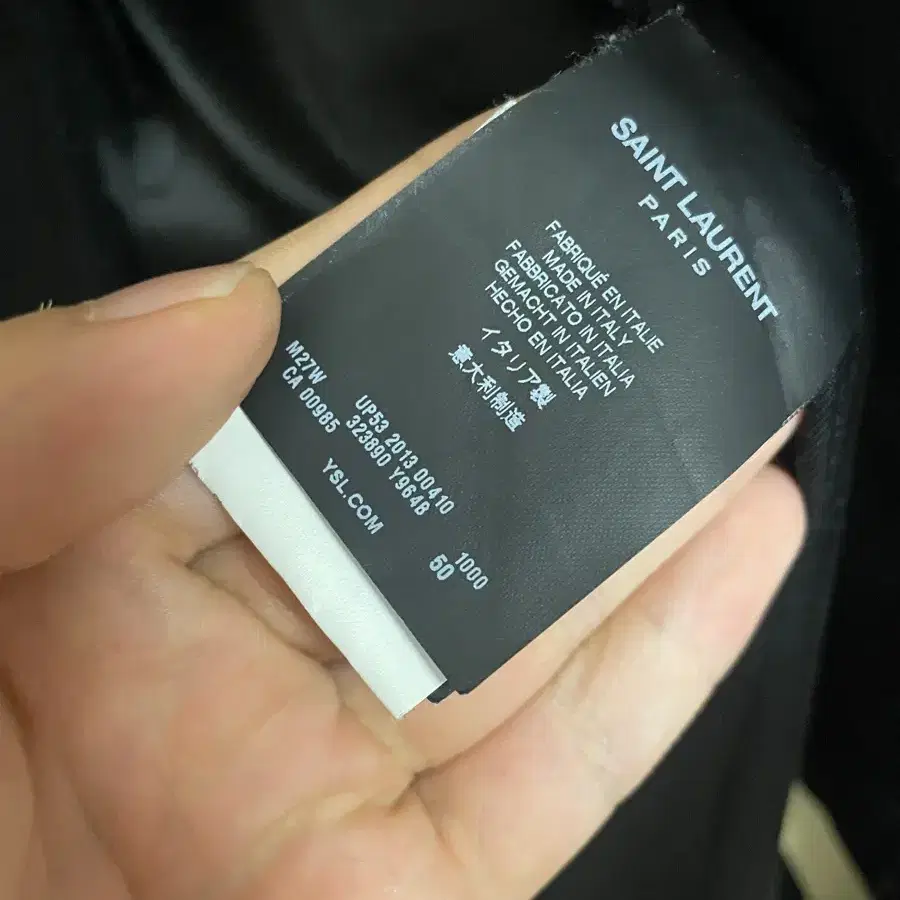 SAINT LAURENT
PARIS
FABRIQUÉ EN ITALIE
MADE IN ITALY
FABBRICATO IN ITALIA
GEMACHT IN ITALIEN
HECHO EN ITALIA
イタリア製
意大利制造
M27W UP53 2013 00410 1000
CA 00985 323890 Y9648 50
YSL.COM